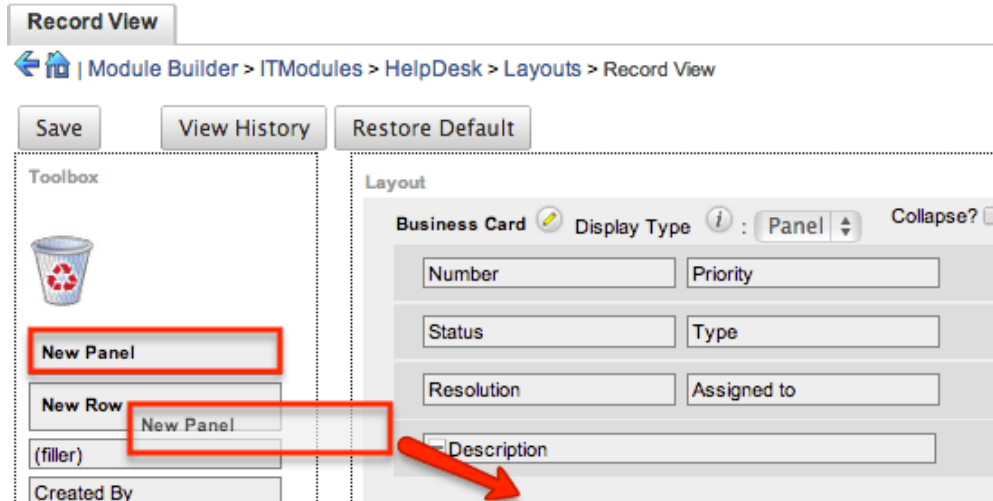 Record View
| Module Builder > ITModules > HelpDesk > Layouts > Record View
Save View History Restore Default
Toolbox
New Panel
New Row
New Panel
(filler)
Created By
Layout
Business Card Display Type i : Panel Collapse?
Number Priority
Status Type
Resolution Assigned to
Description